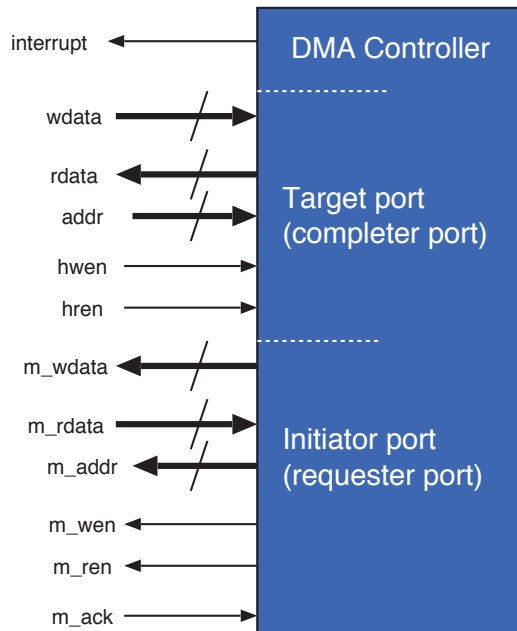 interrupt
DMA Controller
wdata
rdata
addr
hwen
hren
Target port
(completer port)
m_wdata
m_rdata
m_addr
m_wen
m_ren
m_ack
Initiator port
(requester port)